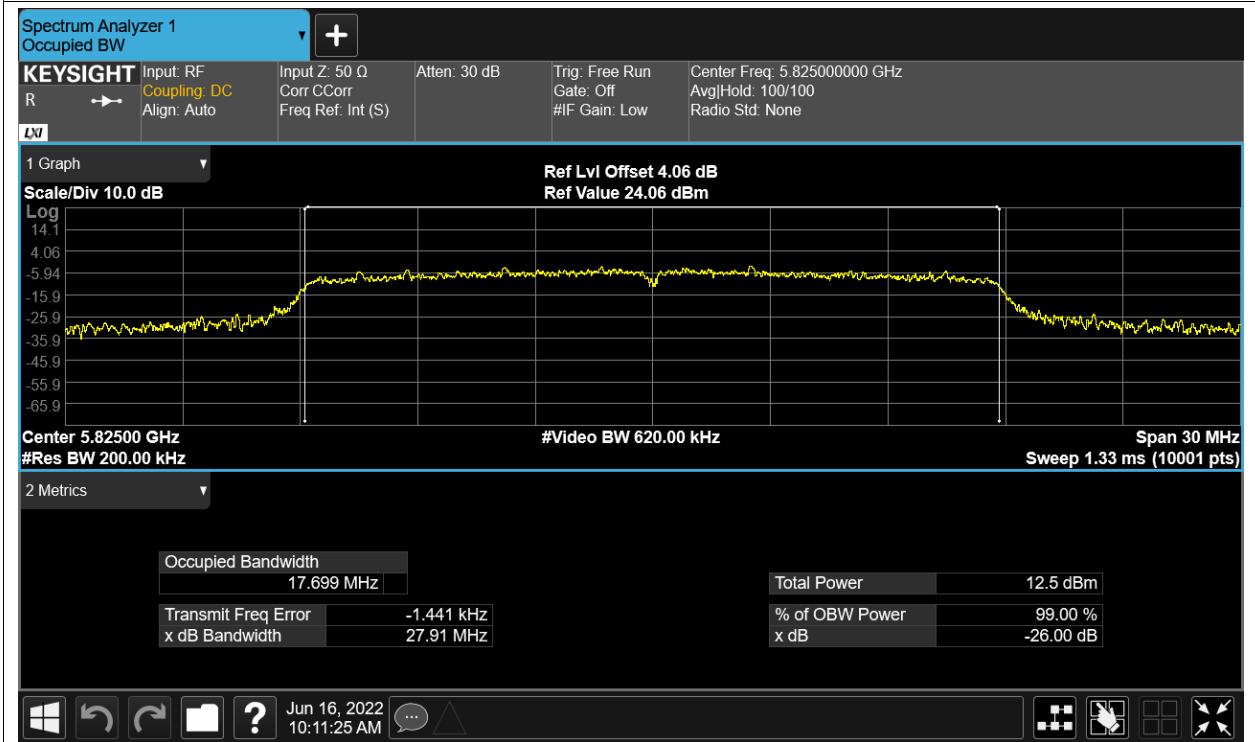 Spectrum Analyzer 1
Occupied BW
KEYSIGHT
R
LXI
Input: RF
Coupling: DC
Align: Auto
Input Z: 50 Ω
Corr CCorr
Freq Ref: Int (S)
Atten: 30 dB
Trig: Free Run
Gate: Off
#IF Gain: Low
Center Freq: 5.825000000 GHz
Avg|Hold: 100/100
Radio Std: None
1 Graph
Scale/Div 10.0 dB
Ref Lvl Offset 4.06 dB
Ref Value 24.06 dBm
Log
14.1
4.06
-5.94
-15.9
-25.9
-35.9
-45.9
-55.9
-65.9
Center 5.82500 GHz
#Video BW 620.00 kHz
Span 30 MHz
#Res BW 200.00 kHz
Sweep 1.33 ms (10001 pts)
2 Metrics
Occupied Bandwidth
17.699 MHz
Total Power 12.5 dBm
Transmit Freq Error -1.441 kHz
% of OBW Power 99.00 %
x dB Bandwidth 27.91 MHz
x dB -26.00 dB
?
Jun 16, 2022
10:11:25 AM